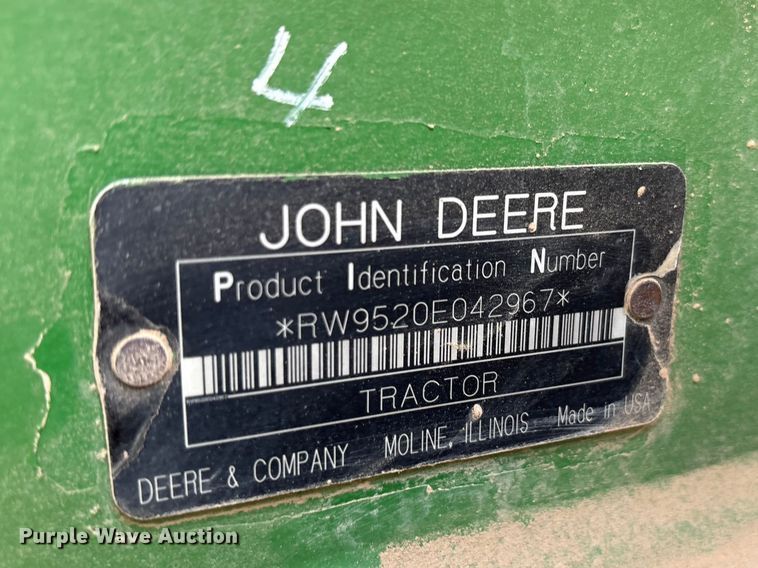 4
JOHN DEERE
Product Identification Number
*RW9520E042967*
TRACTOR
DEERE & COMPANY MOLINE, ILLINOIS Made in USA
Purple Wave Auction